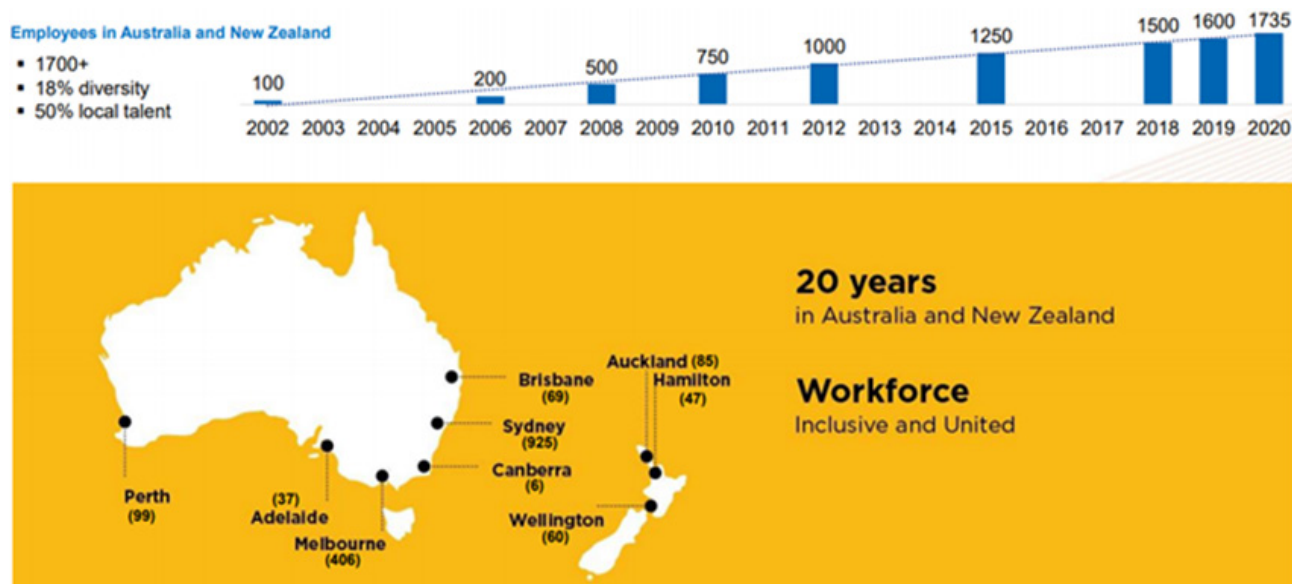 Employees in Australia and New Zealand
▪ 1700+
▪ 18% diversity
▪ 50% local talent
100 200 500 750 1000 1250 1500 1600 1735
2002 2003 2004 2005 2006 2007 2008 2009 2010 2011 2012 2013 2014 2015 2016 2017 2018 2019 2020
20 years
in Australia and New Zealand
Workforce
Inclusive and United
Perth
(99)
(37)
Adelaide
Melbourne
(406)
Brisbane
(69)
Sydney
(925)
Canberra
(6)
Auckland (85)
Hamilton
(47)
Wellington
(60)